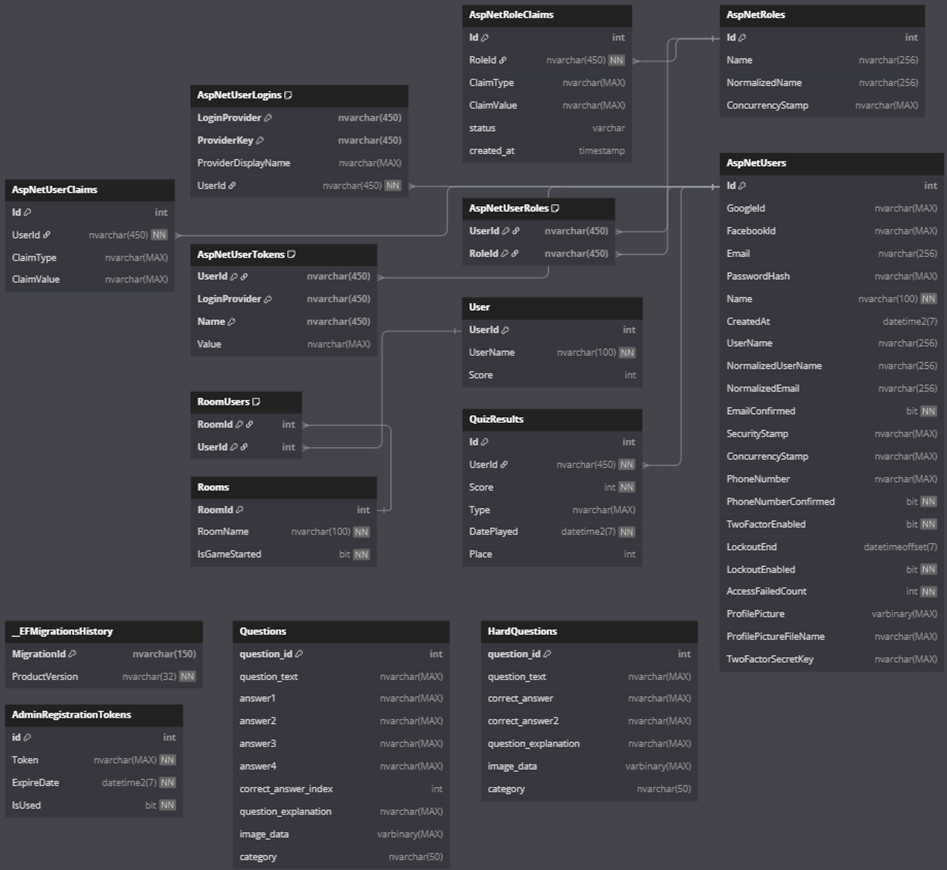 AspNetRoleClaims
Id int
RoleId nvarchar(450) NN
ClaimType nvarchar(MAX)
ClaimValue nvarchar(MAX)
status varchar
created_at timestamp
AspNetRoles
Id int
Name nvarchar(256)
NormalizedName nvarchar(256)
ConcurrencyStamp nvarchar(MAX)
AspNetUserLogins
LoginProvider nvarchar(450)
ProviderKey nvarchar(450)
ProviderDisplayName nvarchar(MAX)
UserId nvarchar(450) NN
AspNetUsers
Id int
GoogleId nvarchar(MAX)
FacebookId nvarchar(MAX)
Email nvarchar(256)
PasswordHash nvarchar(MAX)
Name nvarchar(100) NN
CreatedAt datetime2(7)
UserName nvarchar(256)
NormalizedUserName nvarchar(256)
NormalizedEmail nvarchar(256)
EmailConfirmed bit NN
SecurityStamp nvarchar(MAX)
ConcurrencyStamp nvarchar(MAX)
PhoneNumber nvarchar(MAX)
PhoneNumberConfirmed bit NN
TwoFactorEnabled bit NN
LockoutEnd datetimeoffset(7)
LockoutEnabled bit NN
AccessFailedCount int NN
ProfilePicture varbinary(MAX)
ProfilePictureFileName nvarchar(MAX)
TwoFactorSecretKey nvarchar(MAX)
AspNetUserClaims
Id int
UserId nvarchar(450) NN
ClaimType nvarchar(MAX)
ClaimValue nvarchar(MAX)
AspNetUserRoles
UserId nvarchar(450)
RoleId nvarchar(450)
AspNetUserTokens
UserId nvarchar(450)
LoginProvider nvarchar(450)
Name nvarchar(450)
Value nvarchar(MAX)
User
UserId int
UserName nvarchar(100) NN
Score int
RoomUsers
RoomId int
UserId int
QuizResults
Id int
UserId nvarchar(450) NN
Score int NN
Type nvarchar(MAX)
DatePlayed datetime2(7) NN
Place int
Rooms
RoomId int
RoomName nvarchar(100) NN
IsGameStarted bit NN
__EFMigrationsHistory
MigrationId nvarchar(150)
ProductVersion nvarchar(32) NN
AdminRegistrationTokens
id int
Token nvarchar(MAX) NN
ExpireDate datetime2(7) NN
IsUsed bit NN
Questions
question_id int
question_text nvarchar(MAX)
answer1 nvarchar(MAX)
answer2 nvarchar(MAX)
answer3 nvarchar(MAX)
answer4 nvarchar(MAX)
correct_answer_index int
question_explanation nvarchar(MAX)
image_data varbinary(MAX)
category nvarchar(50)
HardQuestions
question_id int
question_text nvarchar(MAX)
correct_answer nvarchar(MAX)
correct_answer2 nvarchar(MAX)
question_explanation nvarchar(MAX)
image_data varbinary(MAX)
category nvarchar(50)